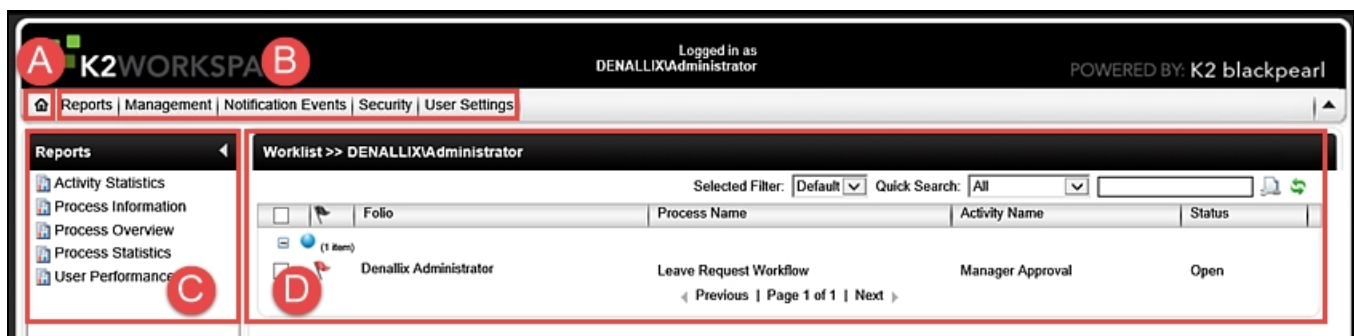 A
K2WORKSPA
B
Logged in as
DENALLIX\Administrator
POWERED BY: K2 blackpearl
Reports | Management | Notification Events | Security | User Settings
Reports
Worklist >> DENALLIX\Administrator
Activity Statistics
Process Information
Process Overview
Process Statistics
User Performance
C
Selected Filter: Default Quick Search: All
Folio Process Name Activity Name Status
(1 item)
Denallix Administrator Leave Request Workflow Manager Approval Open
D
Previous | Page 1 of 1 | Next